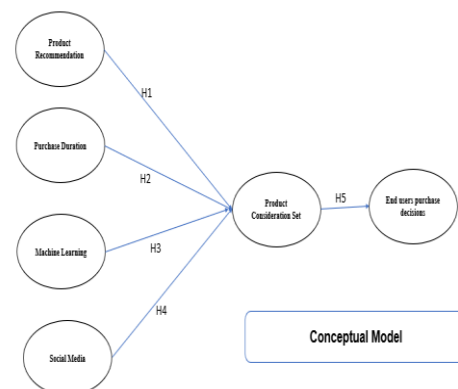 Product
Recommendation
H1
Purchase Duration
H2
Product
Consideration Set
H5
End users purchase
decisions
Machine Learning
H3
H4
Social Media
Conceptual Model